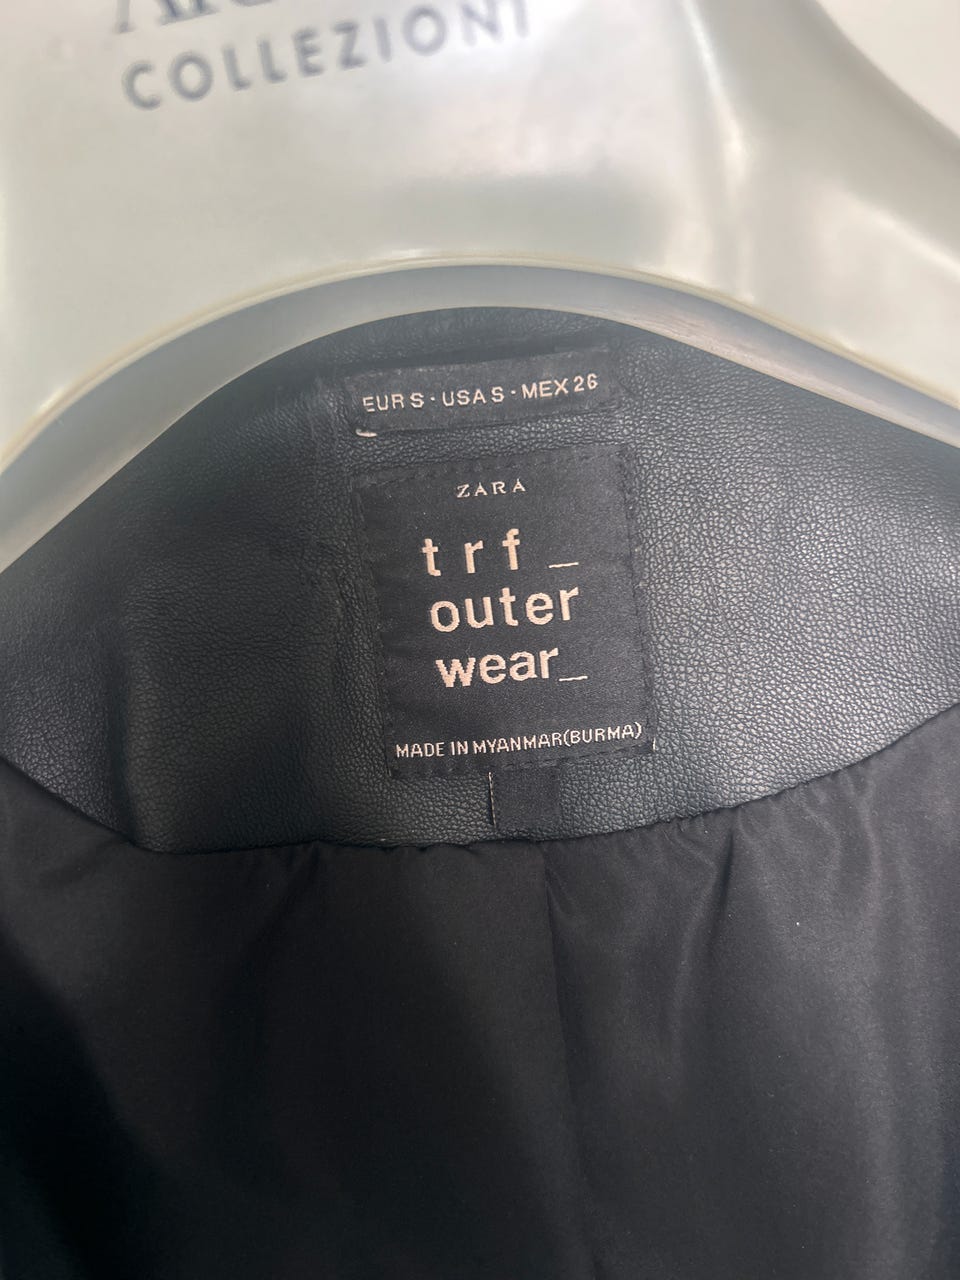 COLLEZIONI
EUR S · USA S · MEX 26
ZARA
trf_
outer
wear_
MADE IN MYANMAR(BURMA)